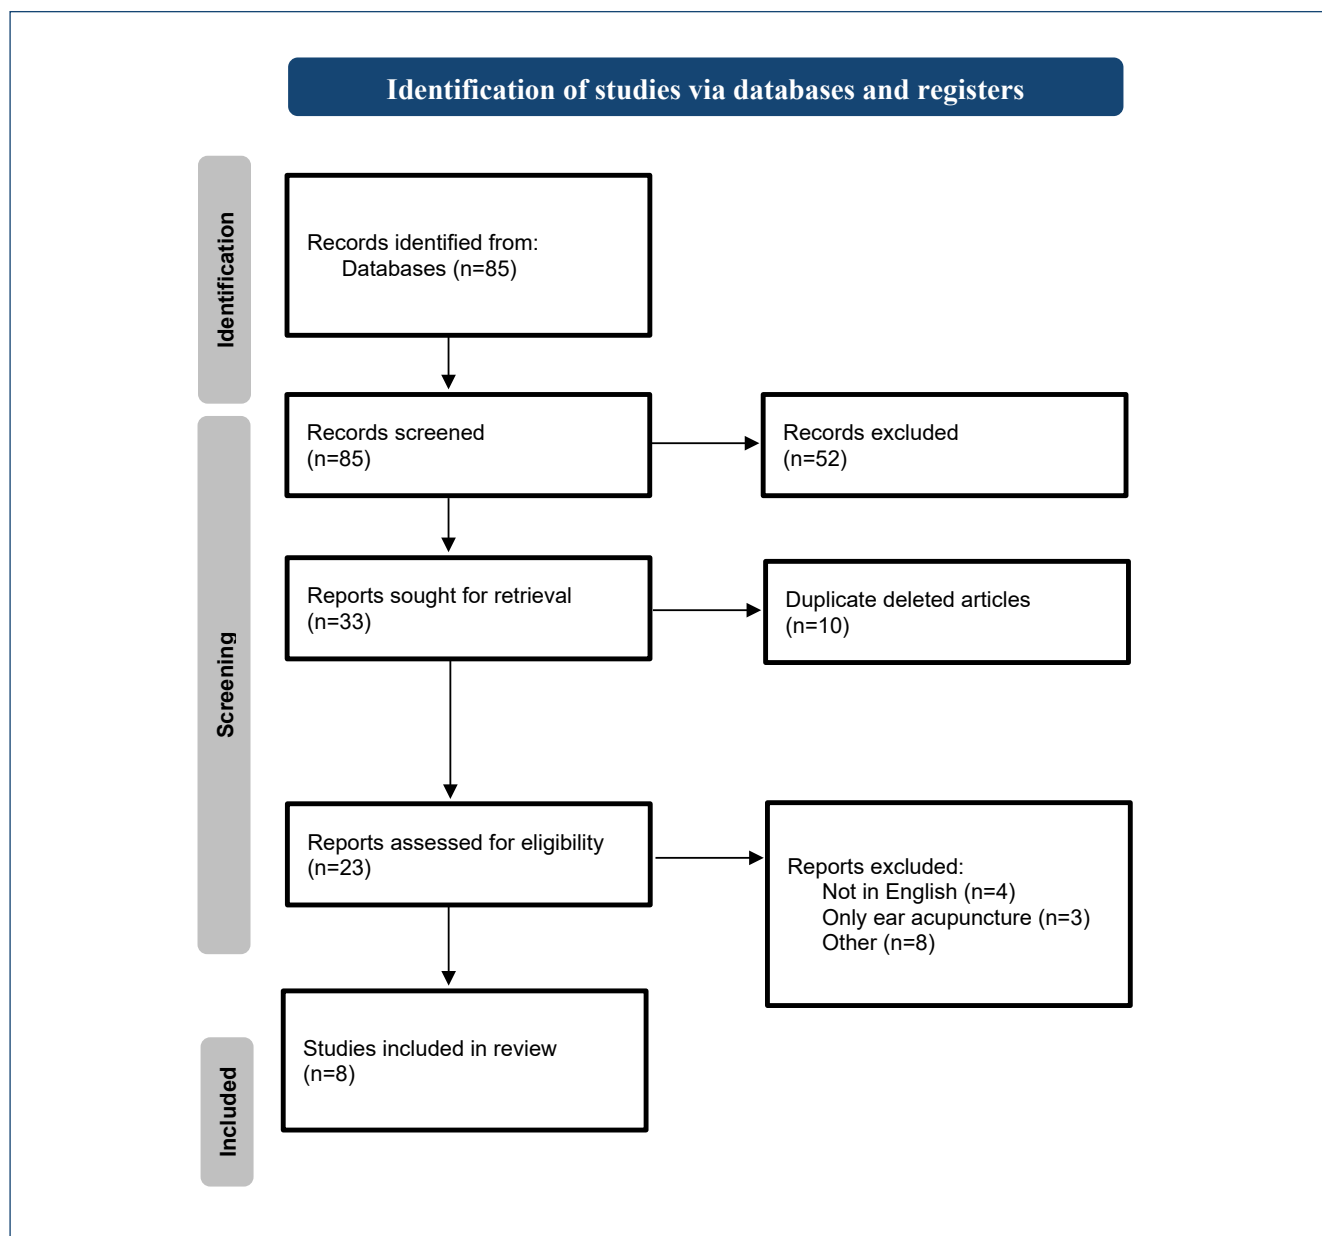 Identification of studies via databases and registers
Identification
Records identified from:
Databases (n=85)
Screening
Records screened
(n=85)
Records excluded
(n=52)
Reports sought for retrieval
(n=33)
Duplicate deleted articles
(n=10)
Reports assessed for eligibility
(n=23)
Reports excluded:
Not in English (n=4)
Only ear acupuncture (n=3)
Other (n=8)
Included
Studies included in review
(n=8)